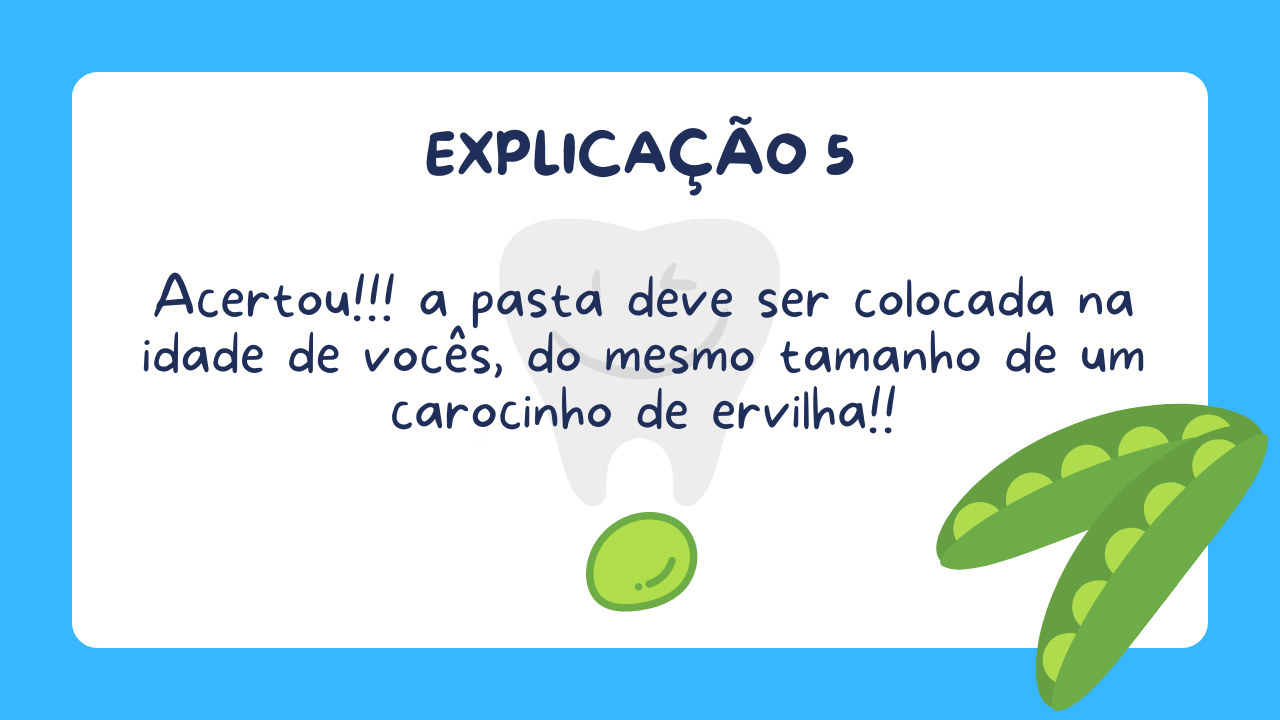 EXPLICAÇÃO 5
Acertou!!! a pasta deve ser colocada na
idade de vocês, do mesmo tamanho de um
carocinho de ervilha!!